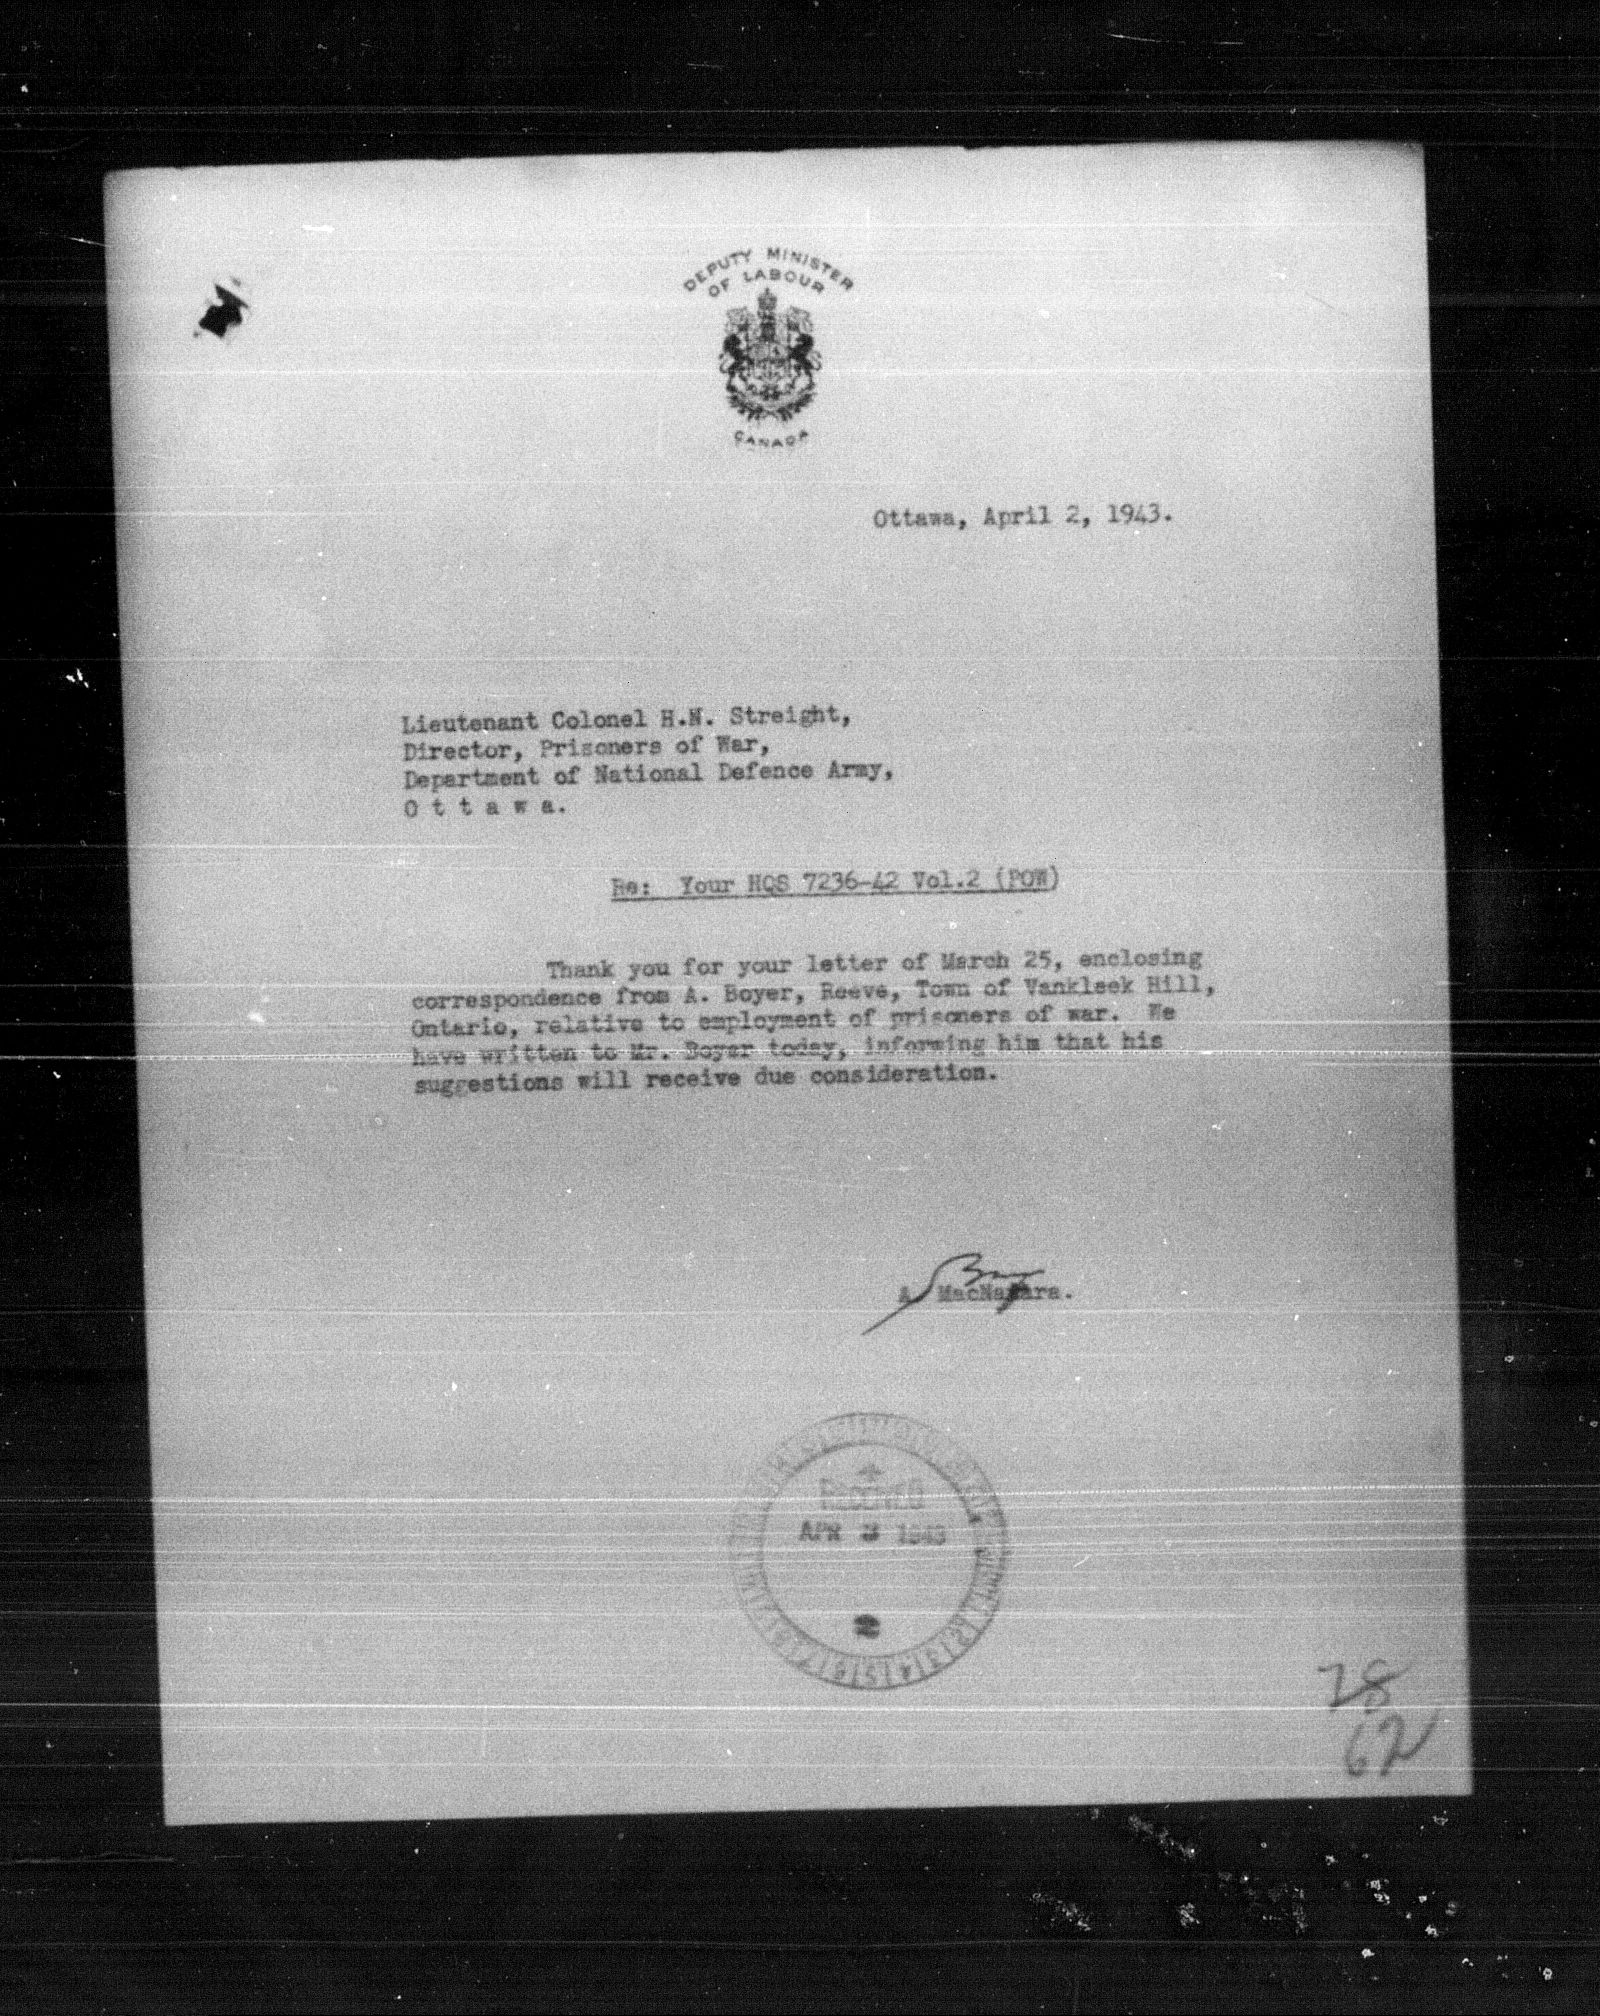 DEPUTY MINISTER
OF LABOUR
CANADA
Ottawa, April 2, 1943.
Lieutenant Colonel H.N. Streight,
Director, Prisoners of War,
Department of National Defence Army,
O t t a w a.
Re: Your HQS 7236-42 Vol.2 (POW)
Thank you for your letter of March 25, enclosing
correspondence from A. Boyer, Reeve, Town of Vankleek Hill,
Ontario, relative to employment of prisoners of war. We
have written to Mr. Boyer today, informing him that his
suggestions will receive due consideration.
A MacNamara.
RECEIVED
APR 3 1943
28
62